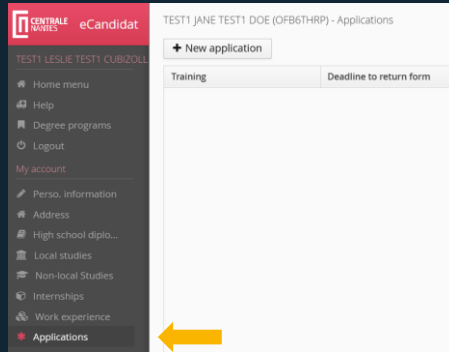 CENTRALE
NANTES
eCandidat
TEST1 LESLIE TEST1 CUBIZOLL
Home menu
Help
Degree programs
Logout
My account
Perso. information
Address
High school diplo...
Local studies
Non-local Studies
Internships
Work experience
Applications
TEST1 JANE TEST1 DOE (OFB6THRP) - Applications
+ New application
Training
Deadline to return form